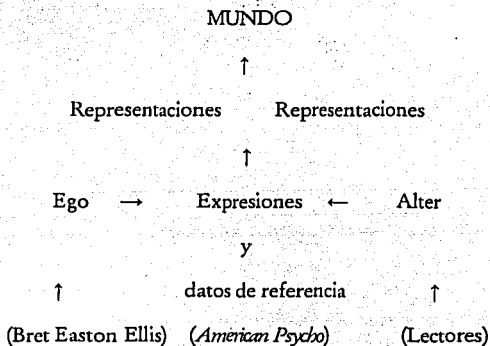 MUNDO
↑
Representaciones Representaciones
↑
Ego → Expresiones ← Alter
y
↑ datos de referencia ↑
(Bret Easton Ellis) (American Psycho) (Lectores)